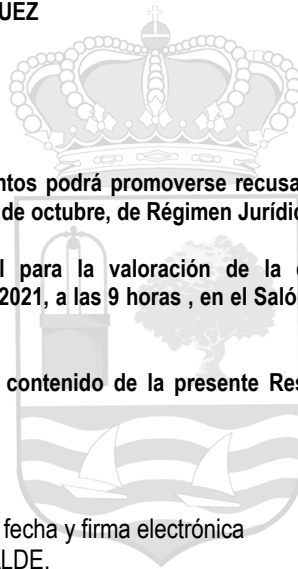 UEZ
ntos podrá promoverse recusa
de octubre, de Régimen Jurídic
l para la valoración de la
2021, a las 9 horas , en el Saló
contenido de la presente Res
fecha y firma electrónica
ALDE.